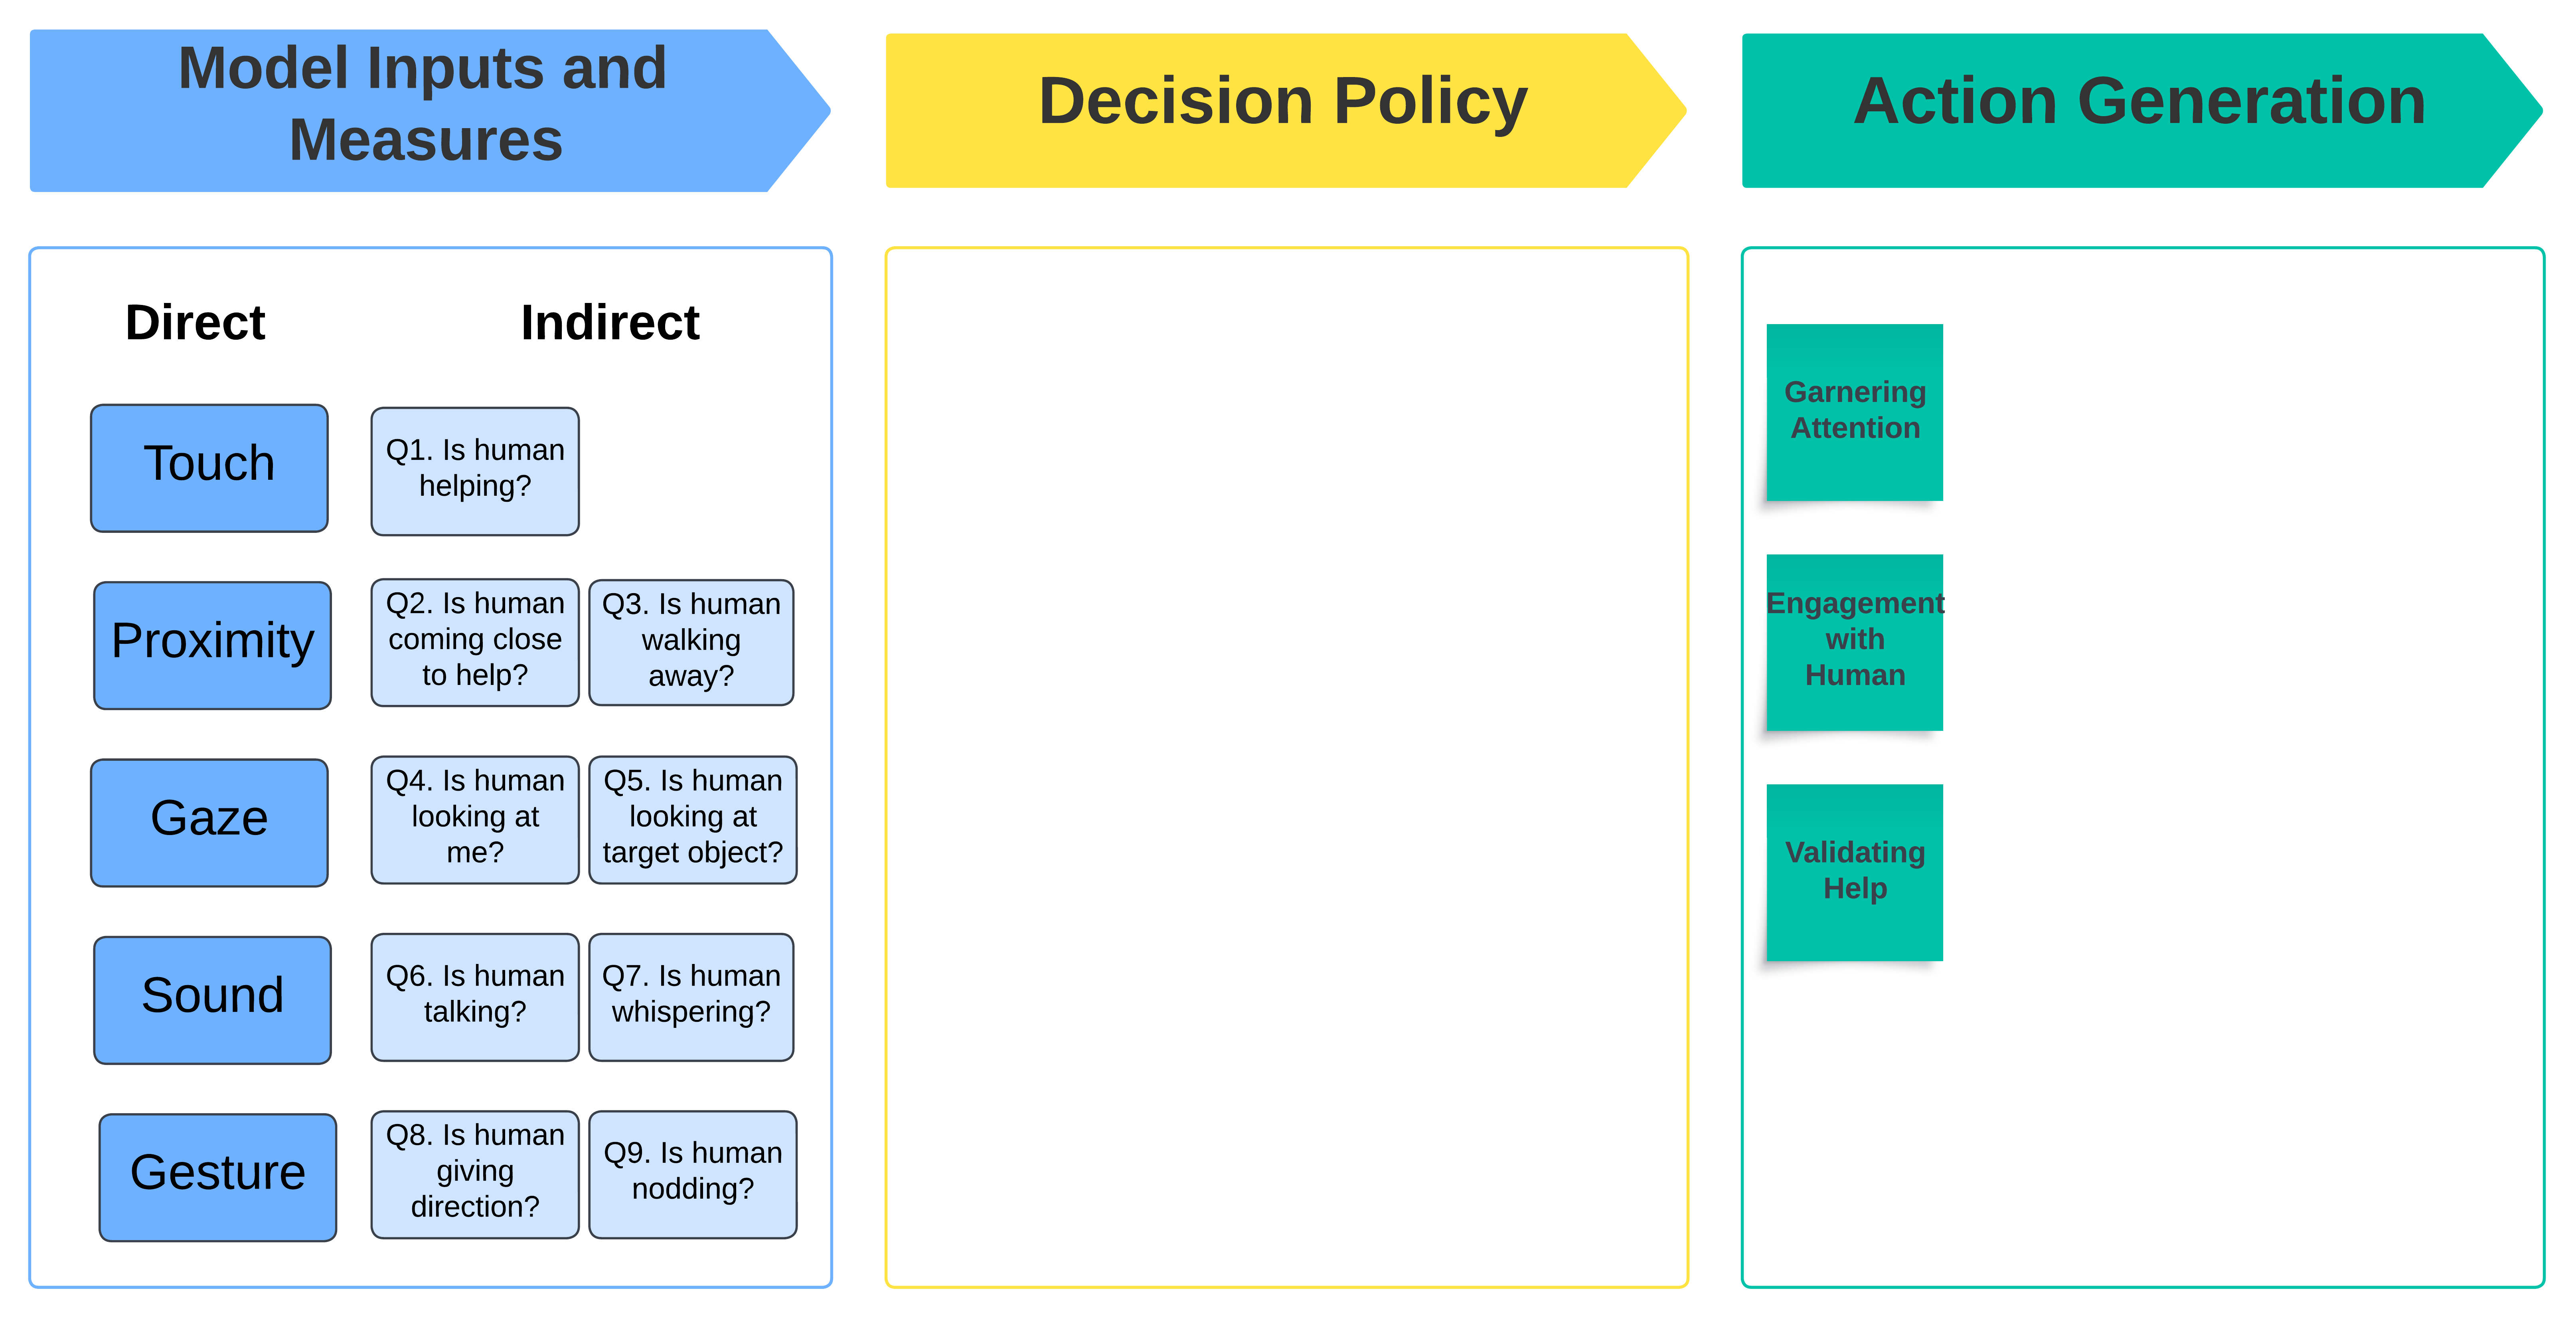 Model Inputs and
Measures
Decision Policy
Action Generation
Direct
Indirect
Touch
Q1. Is human
helping?
Proximity
Q2. Is human
coming close
to help?
Q3. Is human
walking
away?
Gaze
Q4. Is human
looking at
me?
Q5. Is human
looking at
target object?
Sound
Q6. Is human
talking?
Q7. Is human
whispering?
Gesture
Q8. Is human
giving
direction?
Q9. Is human
nodding?
Garnering
Attention
Engagement
with
Human
Validating
Help